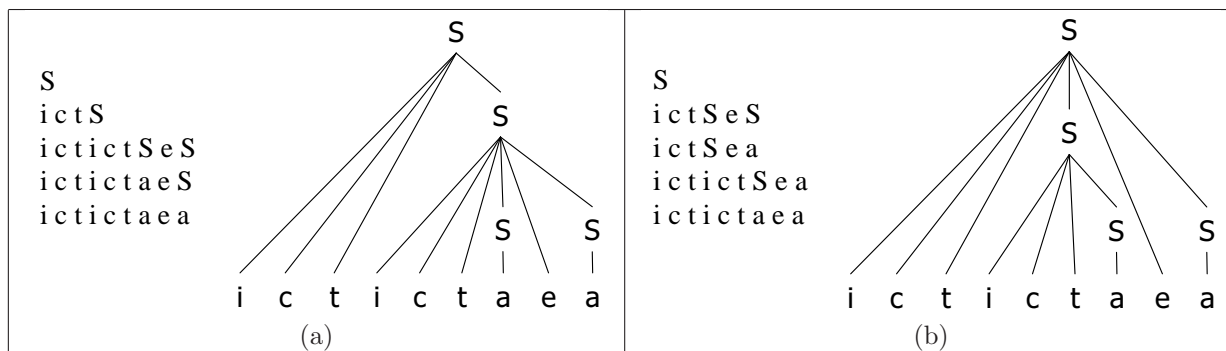 S
i c t S
i c t i c t S e S
i c t i c t a e S
i c t i c t a e a
S
S
S S
i c t i c t a e a
(a)
S
i c t S e S
i c t S e a
i c t i c t S e a
i c t i c t a e a
S
S
S S
i c t i c t a e a
(b)